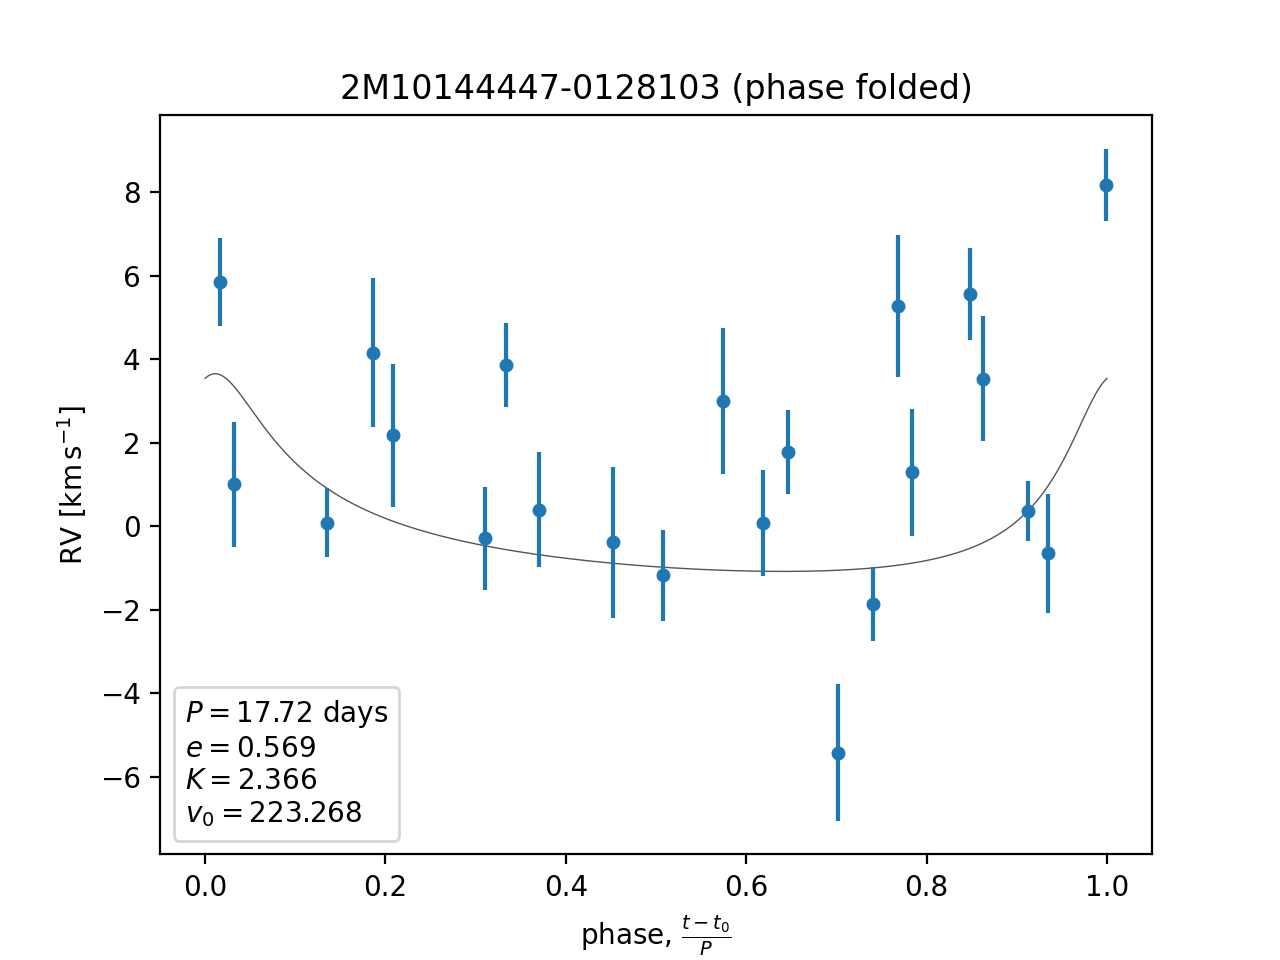 2M10144447-0128103 (phase folded)
RV [km s⁻¹]
8
6
4
2
0
−2
−4
−6
P = 17.72 days
e = 0.569
K = 2.366
v₀ = 223.268
0.0 0.2 0.4 0.6 0.8 1.0
phase, (t − t₀)/P